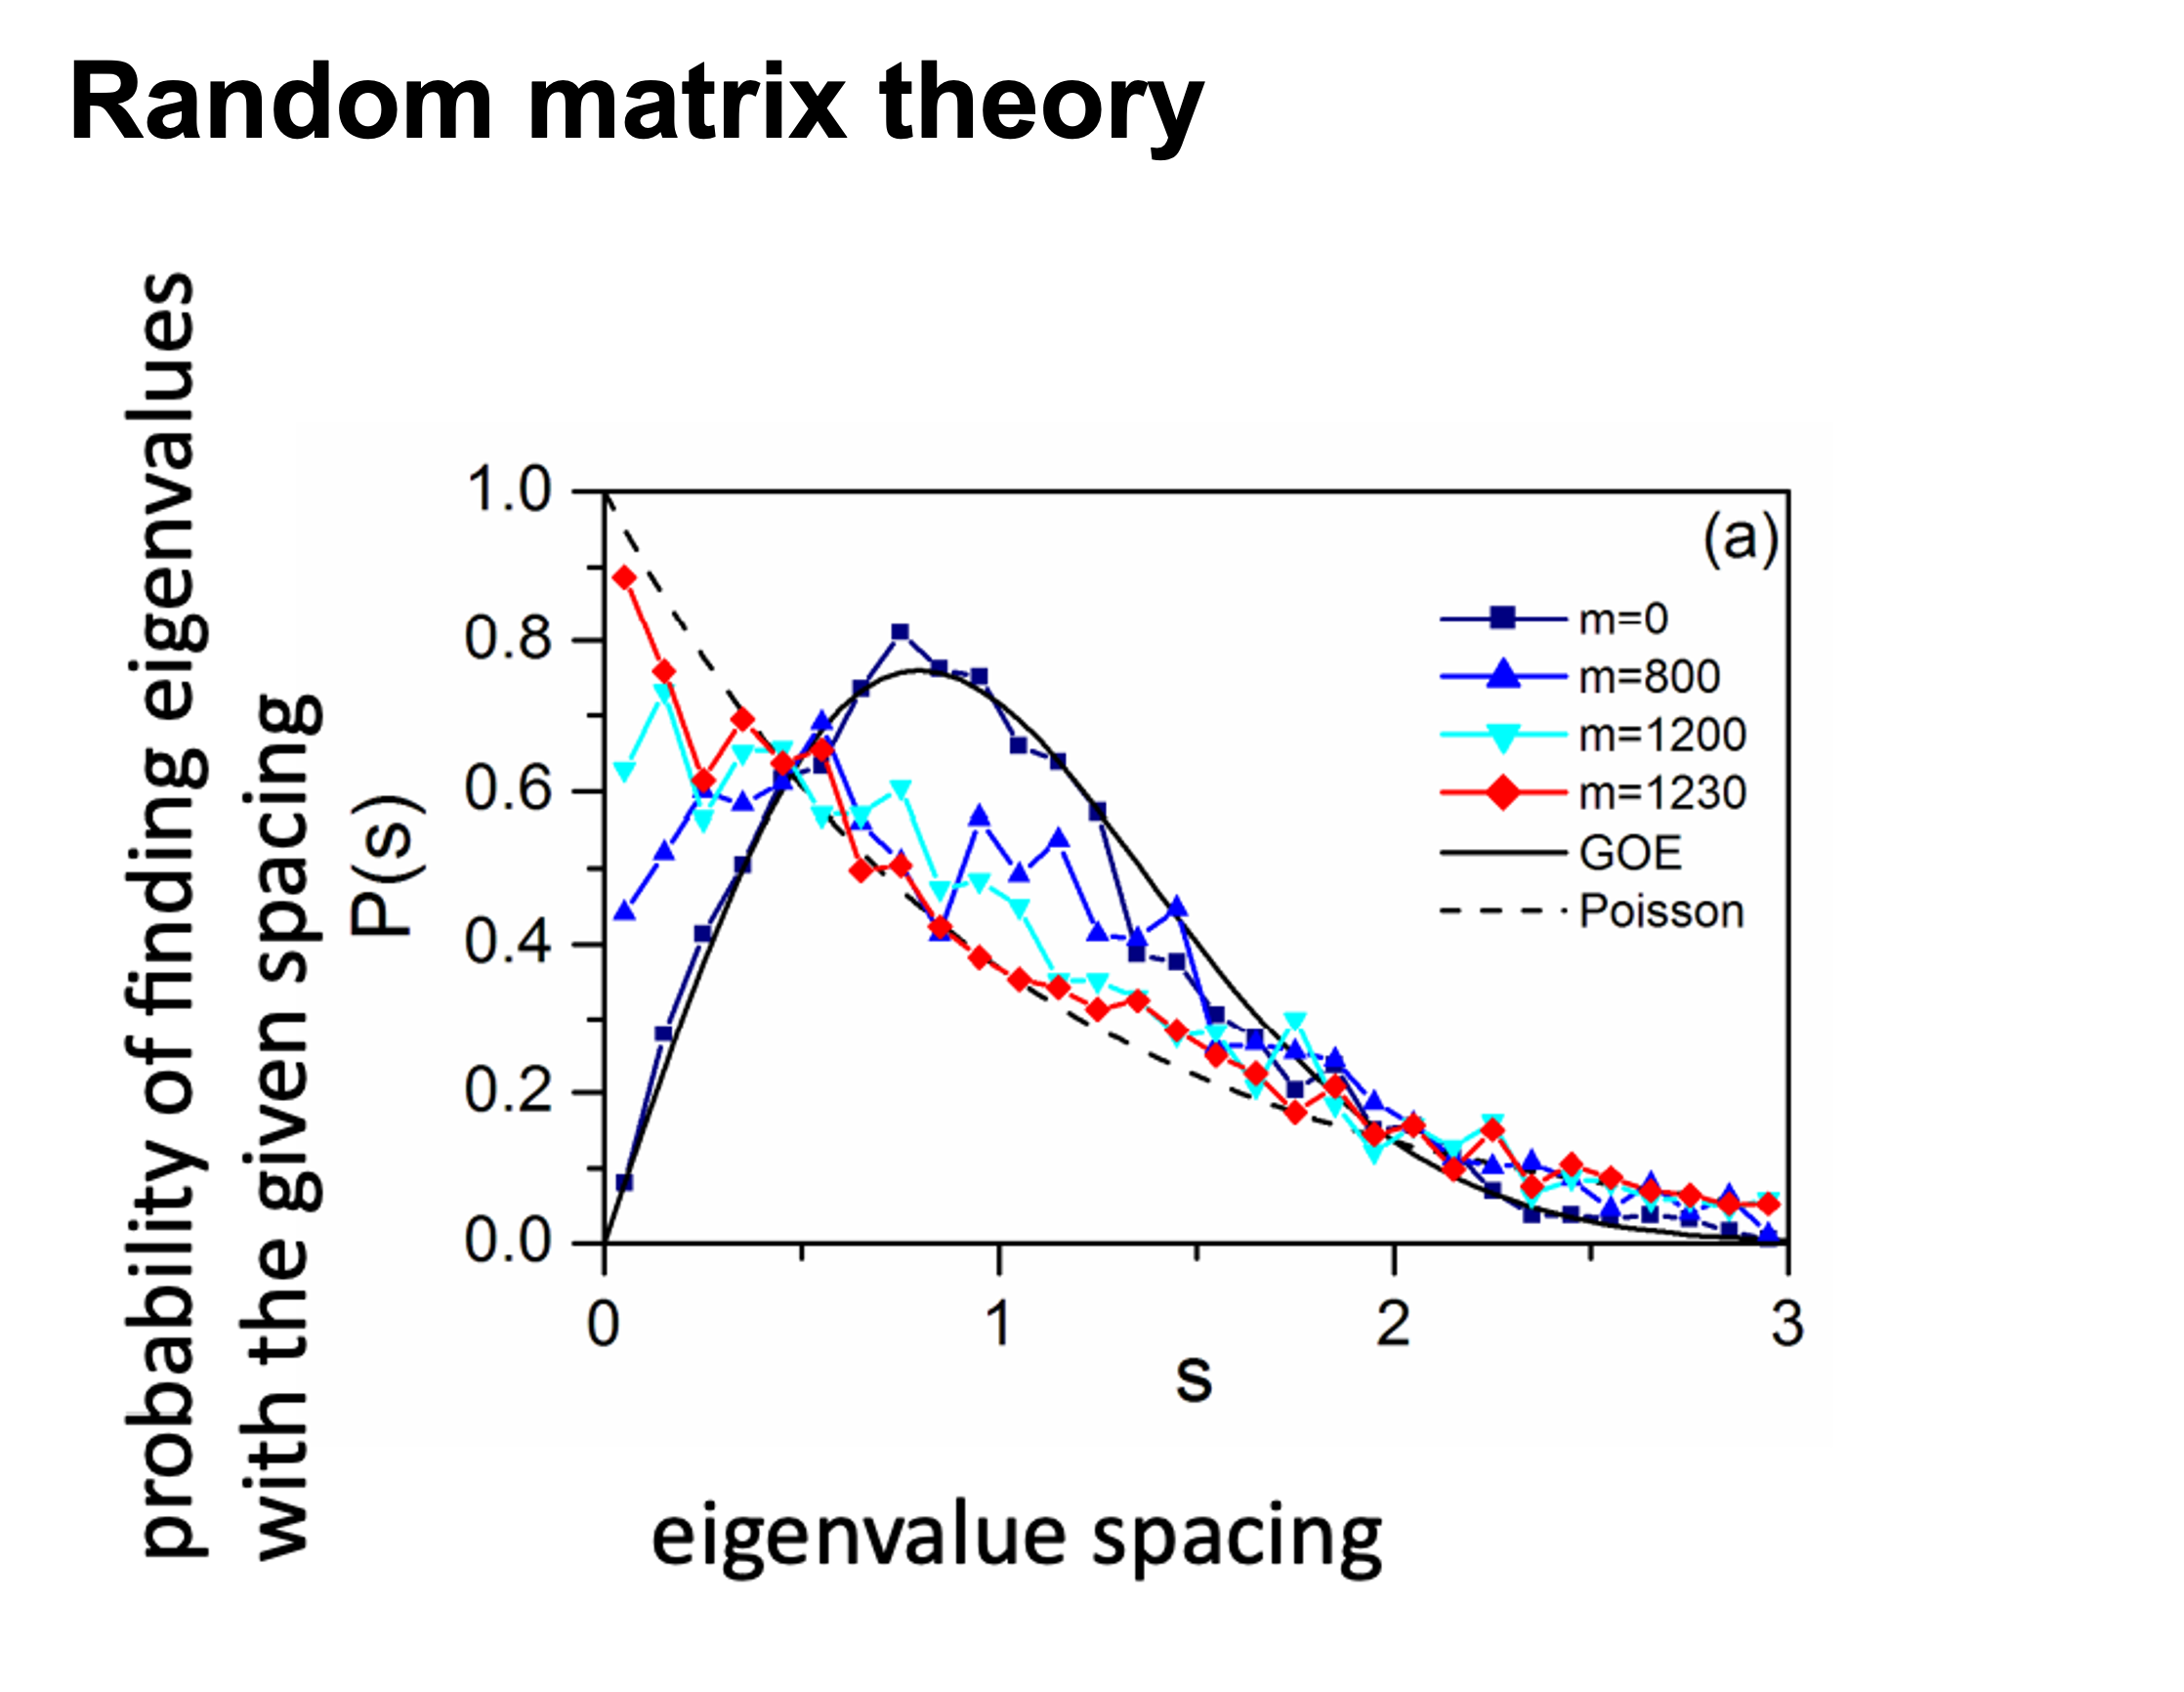 Random matrix theory
probability of finding eigenvalues
with the given spacing
P(s)
1.0
0.8
0.6
0.4
0.2
0.0
(a)
m=0
m=800
m=1200
m=1230
GOE
Poisson
0 1 2 3
s
eigenvalue spacing